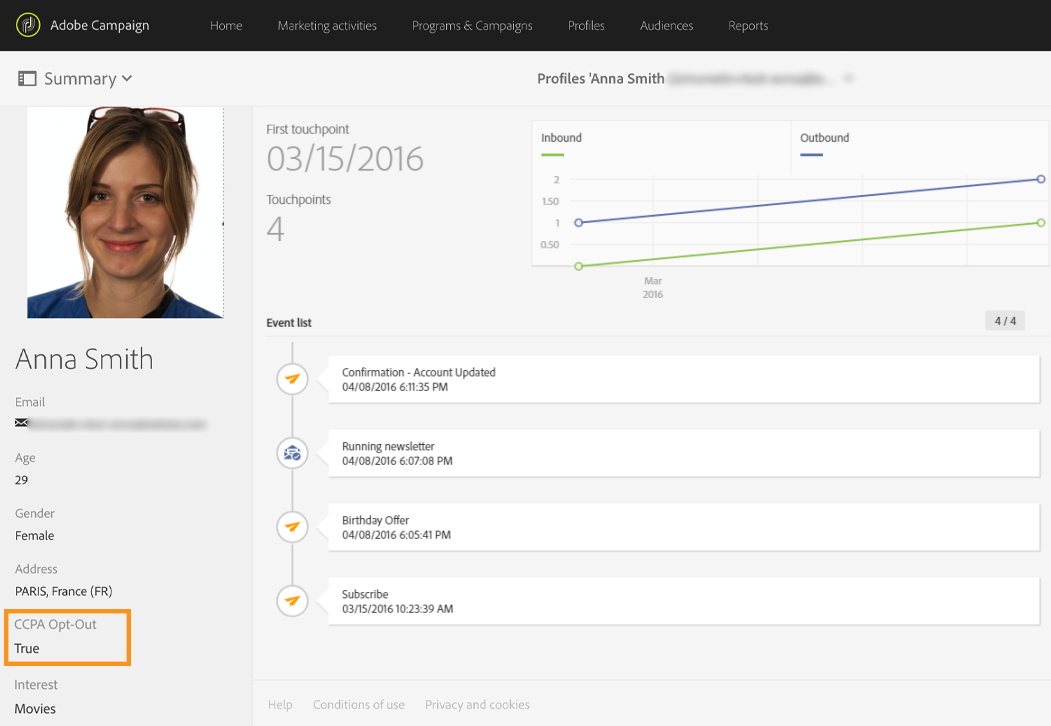 Adobe Campaign
Home
Marketing activities
Programs & Campaigns
Profiles
Audiences
Reports
Summary
Profiles 'Anna Smith
Anna Smith
Email
Age
29
Gender
Female
Address
PARIS, France (FR)
CCPA Opt-Out
True
Interest
Movies
First touchpoint
03/15/2016
Touchpoints
4
Inbound
Outbound
2
1.50
1
0.50
Mar
2016
Event list
4 / 4
Confirmation - Account Updated
04/08/2016 6:11:35 PM
Running newsletter
04/08/2016 6:07:08 PM
Birthday Offer
04/08/2016 6:05:41 PM
Subscribe
03/15/2016 10:23:39 AM
Help
Conditions of use
Privacy and cookies